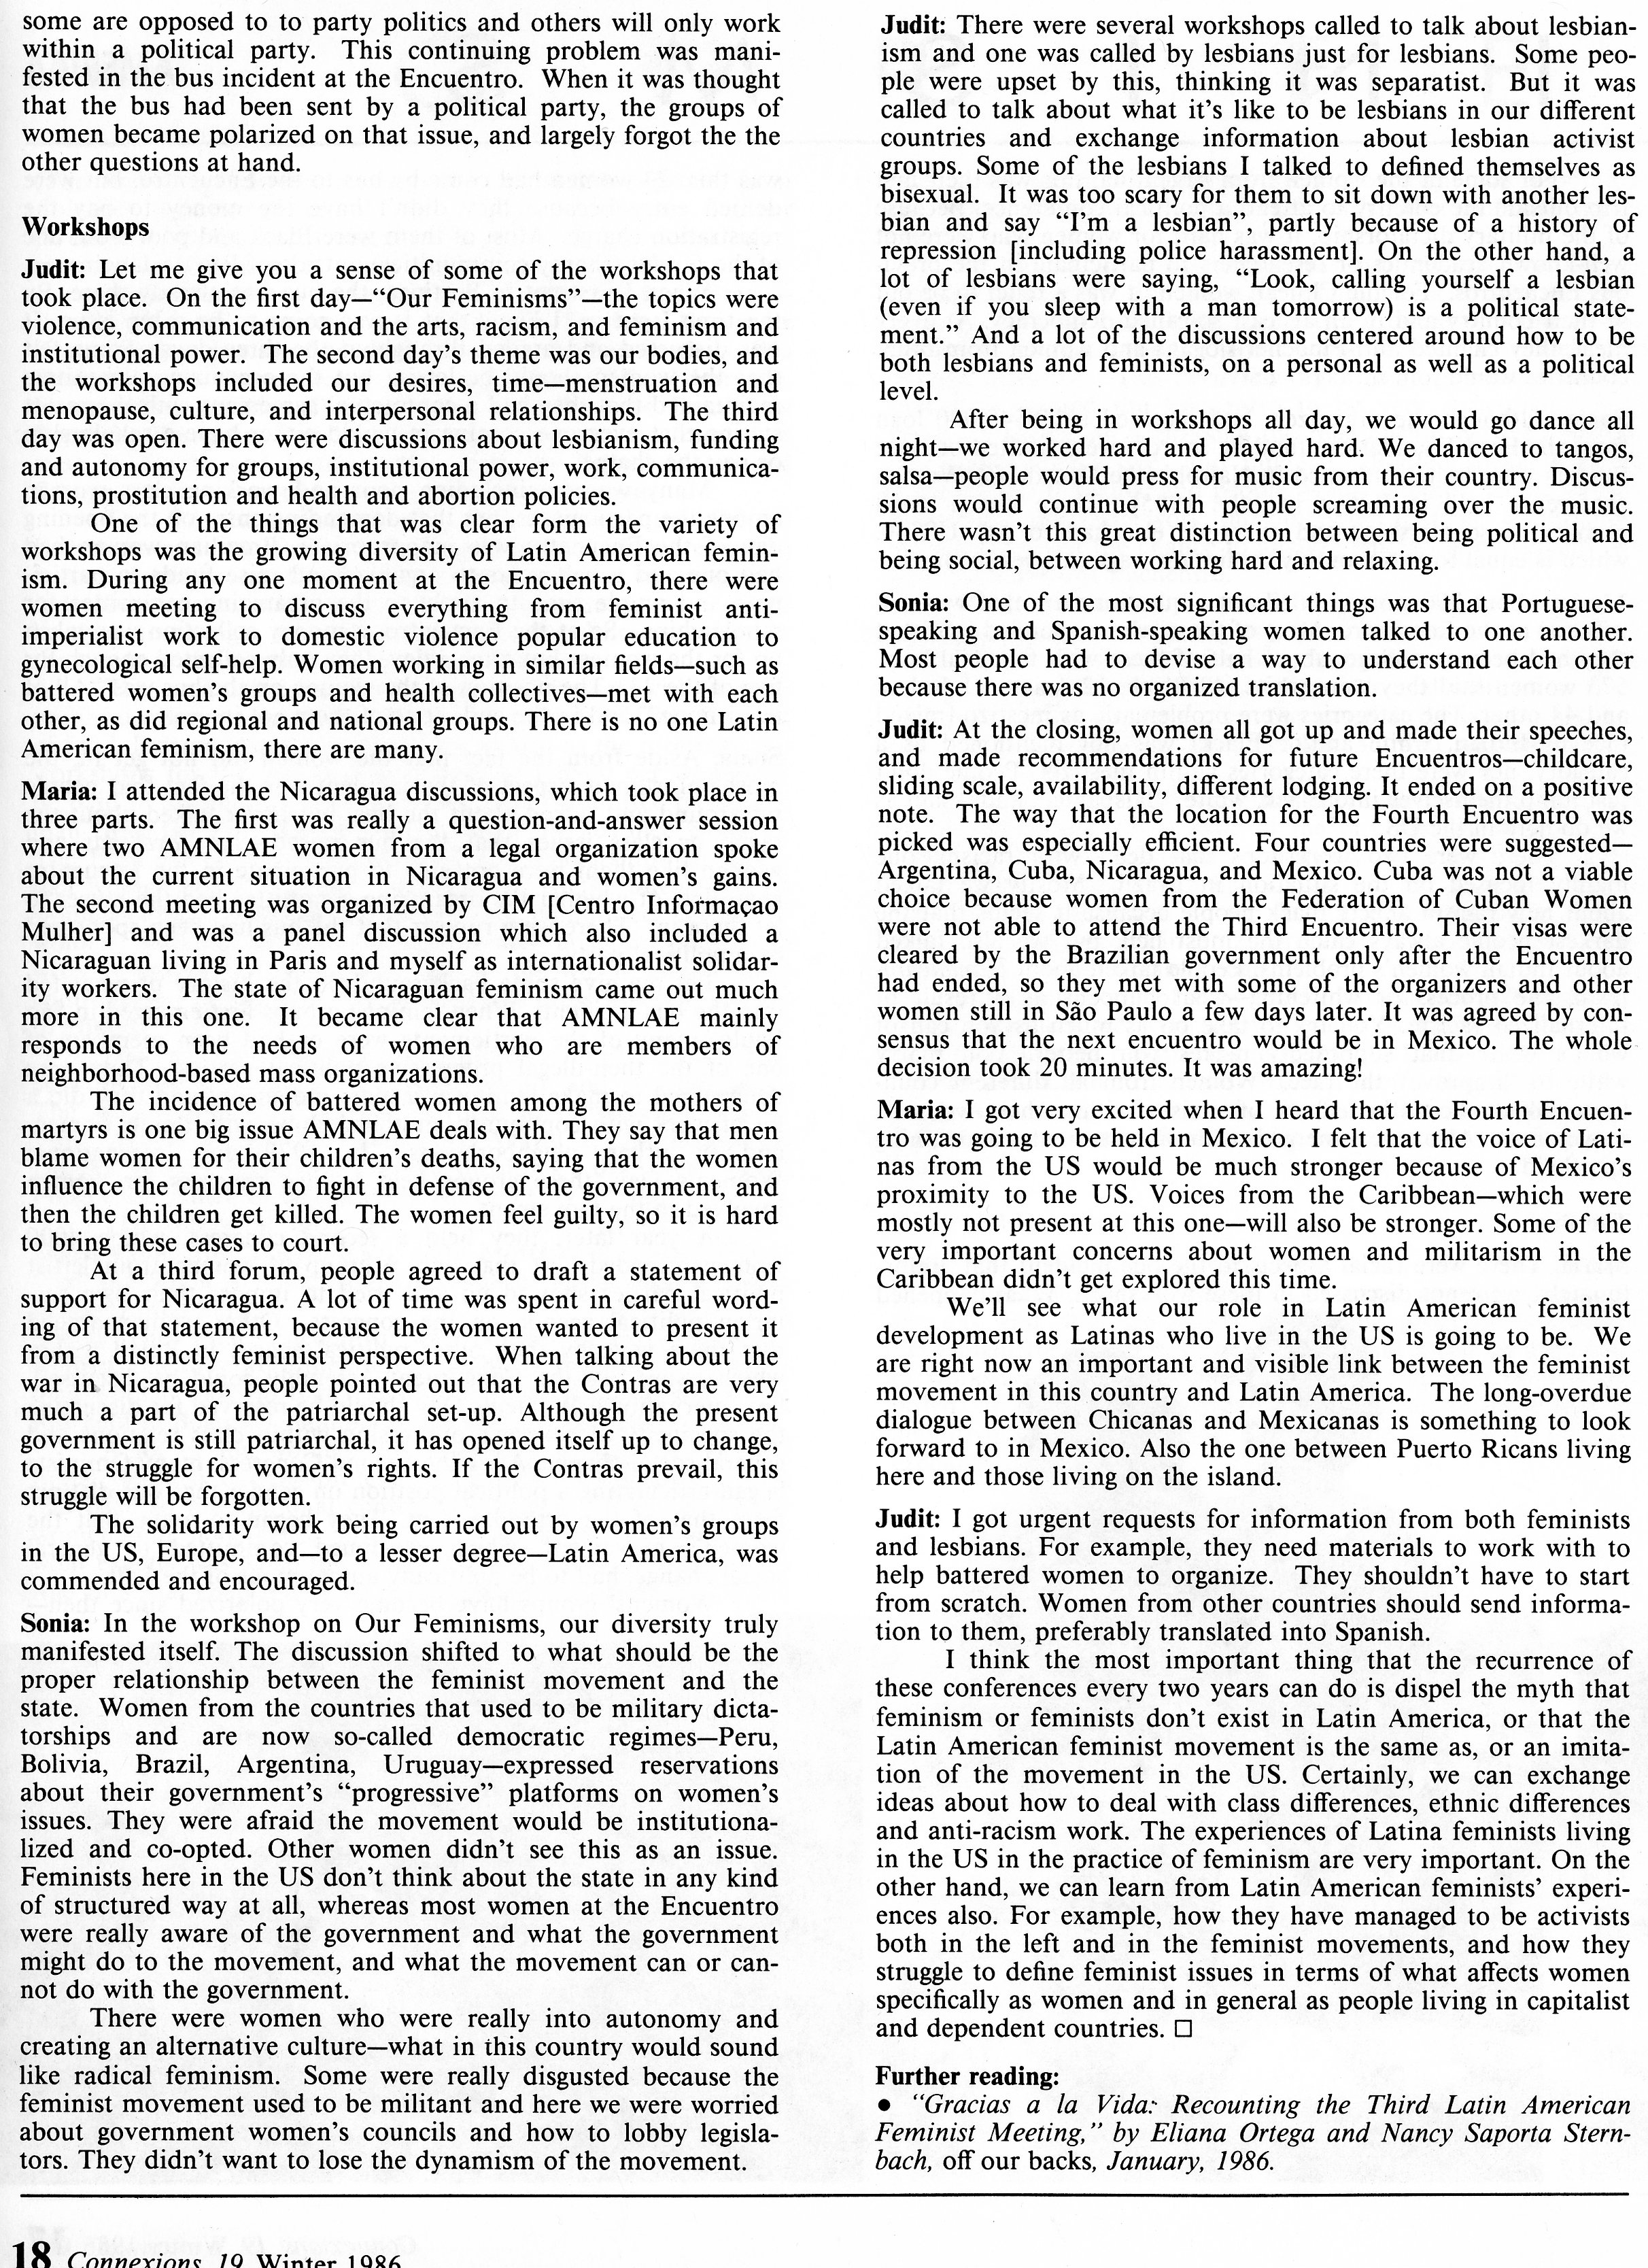 some are opposed to to party politics and others will only work
within a political party. This continuing problem was mani-
fested in the bus incident at the Encuentro. When it was thought
that the bus had been sent by a political party, the groups of
women became polarized on that issue, and largely forgot the the
other questions at hand.
Workshops
Judit: Let me give you a sense of some of the workshops that
took place. On the first day—“Our Feminisms”—the topics were
violence, communication and the arts, racism, and feminism and
institutional power. The second day's theme was our bodies, and
the workshops included our desires, time—menstruation and
menopause, culture, and interpersonal relationships. The third
day was open. There were discussions about lesbianism, funding
and autonomy for groups, institutional power, work, communica-
tions, prostitution and health and abortion policies.
One of the things that was clear form the variety of
workshops was the growing diversity of Latin American femin-
ism. During any one moment at the Encuentro, there were
women meeting to discuss everything from feminist anti-
imperialist work to domestic violence popular education to
gynecological self-help. Women working in similar fields—such as
battered women's groups and health collectives—met with each
other, as did regional and national groups. There is no one Latin
American feminism, there are many.
Maria: I attended the Nicaragua discussions, which took place in
three parts. The first was really a question-and-answer session
where two AMNLAE women from a legal organization spoke
about the current situation in Nicaragua and women's gains.
The second meeting was organized by CIM [Centro Informaçao
Mulher] and was a panel discussion which also included a
Nicaraguan living in Paris and myself as internationalist solidar-
ity workers. The state of Nicaraguan feminism came out much
more in this one. It became clear that AMNLAE mainly
responds to the needs of women who are members of
neighborhood-based mass organizations.
The incidence of battered women among the mothers of
martyrs is one big issue AMNLAE deals with. They say that men
blame women for their children's deaths, saying that the women
influence the children to fight in defense of the government, and
then the children get killed. The women feel guilty, so it is hard
to bring these cases to court.
At a third forum, people agreed to draft a statement of
support for Nicaragua. A lot of time was spent in careful word-
ing of that statement, because the women wanted to present it
from a distinctly feminist perspective. When talking about the
war in Nicaragua, people pointed out that the Contras are very
much a part of the patriarchal set-up. Although the present
government is still patriarchal, it has opened itself up to change,
to the struggle for women's rights. If the Contras prevail, this
struggle will be forgotten.
The solidarity work being carried out by women's groups
in the US, Europe, and—to a lesser degree—Latin America, was
commended and encouraged.
Sonia: In the workshop on Our Feminisms, our diversity truly
manifested itself. The discussion shifted to what should be the
proper relationship between the feminist movement and the
state. Women from the countries that used to be military dicta-
torships and are now so-called democratic regimes—Peru,
Bolivia, Brazil, Argentina, Uruguay—expressed reservations
about their government's “progressive” platforms on women's
issues. They were afraid the movement would be institutiona-
lized and co-opted. Other women didn't see this as an issue.
Feminists here in the US don't think about the state in any kind
of structured way at all, whereas most women at the Encuentro
were really aware of the government and what the government
might do to the movement, and what the movement can or can-
not do with the government.
There were women who were really into autonomy and
creating an alternative culture—what in this country would sound
like radical feminism. Some were really disgusted because the
feminist movement used to be militant and here we were worried
about government women's councils and how to lobby legisla-
tors. They didn't want to lose the dynamism of the movement.
Judit: There were several workshops called to talk about lesbian-
ism and one was called by lesbians just for lesbians. Some peo-
ple were upset by this, thinking it was separatist. But it was
called to talk about what it's like to be lesbians in our different
countries and exchange information about lesbian activist
groups. Some of the lesbians I talked to defined themselves as
bisexual. It was too scary for them to sit down with another les-
bian and say “I'm a lesbian”, partly because of a history of
repression [including police harassment]. On the other hand, a
lot of lesbians were saying, “Look, calling yourself a lesbian
(even if you sleep with a man tomorrow) is a political state-
ment.” And a lot of the discussions centered around how to be
both lesbians and feminists, on a personal as well as a political
level.
After being in workshops all day, we would go dance all
night—we worked hard and played hard. We danced to tangos,
salsa—people would press for music from their country. Discus-
sions would continue with people screaming over the music.
There wasn't this great distinction between being political and
being social, between working hard and relaxing.
Sonia: One of the most significant things was that Portuguese-
speaking and Spanish-speaking women talked to one another.
Most people had to devise a way to understand each other
because there was no organized translation.
Judit: At the closing, women all got up and made their speeches,
and made recommendations for future Encuentros—childcare,
sliding scale, availability, different lodging. It ended on a positive
note. The way that the location for the Fourth Encuentro was
picked was especially efficient. Four countries were suggested—
Argentina, Cuba, Nicaragua, and Mexico. Cuba was not a viable
choice because women from the Federation of Cuban Women
were not able to attend the Third Encuentro. Their visas were
cleared by the Brazilian government only after the Encuentro
had ended, so they met with some of the organizers and other
women still in São Paulo a few days later. It was agreed by con-
sensus that the next encuentro would be in Mexico. The whole
decision took 20 minutes. It was amazing!
Maria: I got very excited when I heard that the Fourth Encuen-
tro was going to be held in Mexico. I felt that the voice of Lati-
nas from the US would be much stronger because of Mexico's
proximity to the US. Voices from the Caribbean—which were
mostly not present at this one—will also be stronger. Some of the
very important concerns about women and militarism in the
Caribbean didn't get explored this time.
We'll see what our role in Latin American feminist
development as Latinas who live in the US is going to be. We
are right now an important and visible link between the feminist
movement in this country and Latin America. The long-overdue
dialogue between Chicanas and Mexicanas is something to look
forward to in Mexico. Also the one between Puerto Ricans living
here and those living on the island.
Judit: I got urgent requests for information from both feminists
and lesbians. For example, they need materials to work with to
help battered women to organize. They shouldn't have to start
from scratch. Women from other countries should send informa-
tion to them, preferably translated into Spanish.
I think the most important thing that the recurrence of
these conferences every two years can do is dispel the myth that
feminism or feminists don't exist in Latin America, or that the
Latin American feminist movement is the same as, or an imita-
tion of the movement in the US. Certainly, we can exchange
ideas about how to deal with class differences, ethnic differences
and anti-racism work. The experiences of Latina feminists living
in the US in the practice of feminism are very important. On the
other hand, we can learn from Latin American feminists' experi-
ences also. For example, how they have managed to be activists
both in the left and in the feminist movements, and how they
struggle to define feminist issues in terms of what affects women
specifically as women and in general as people living in capitalist
and dependent countries. □
Further reading:
● “Gracias a la Vida: Recounting the Third Latin American
Feminist Meeting,” by Eliana Ortega and Nancy Saporta Stern-
bach, off our backs, January, 1986.
18 Connexions, 19, Winter 1986